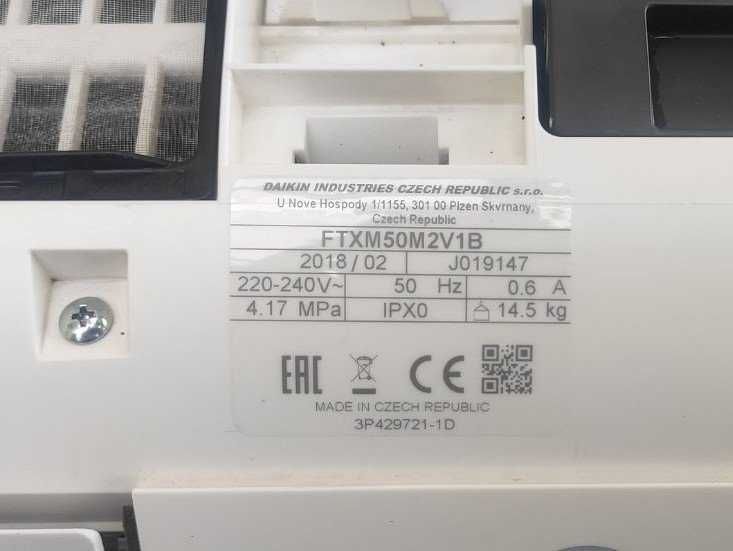 DAIKIN INDUSTRIES CZECH REPUBLIC s.r.o.
U Nove Hospody 1/1155, 301 00 Plzen Skvrnany,
Czech Republic
FTXM50M2V1B
2018/02 J019147
220-240V~ 50 Hz 0.6 A
4.17 MPa IPX0 14.5 kg
EAC CE
MADE IN CZECH REPUBLIC
3P429721-1D